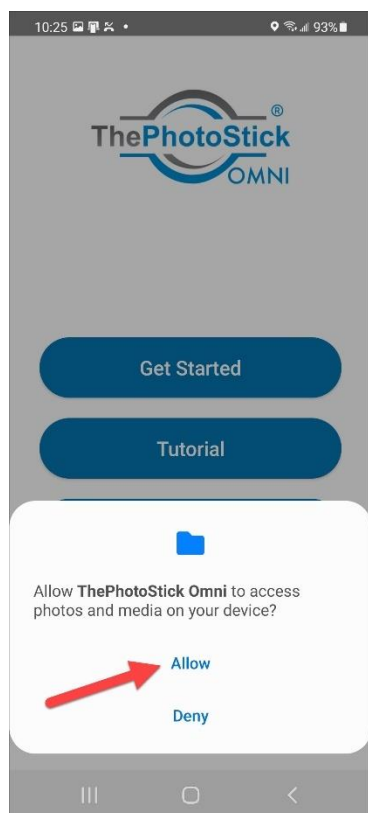 10:25
93%
®
ThePhotoStick
OMNI
Get Started
Tutorial
Allow ThePhotoStick Omni to access
photos and media on your device?
Allow
Deny